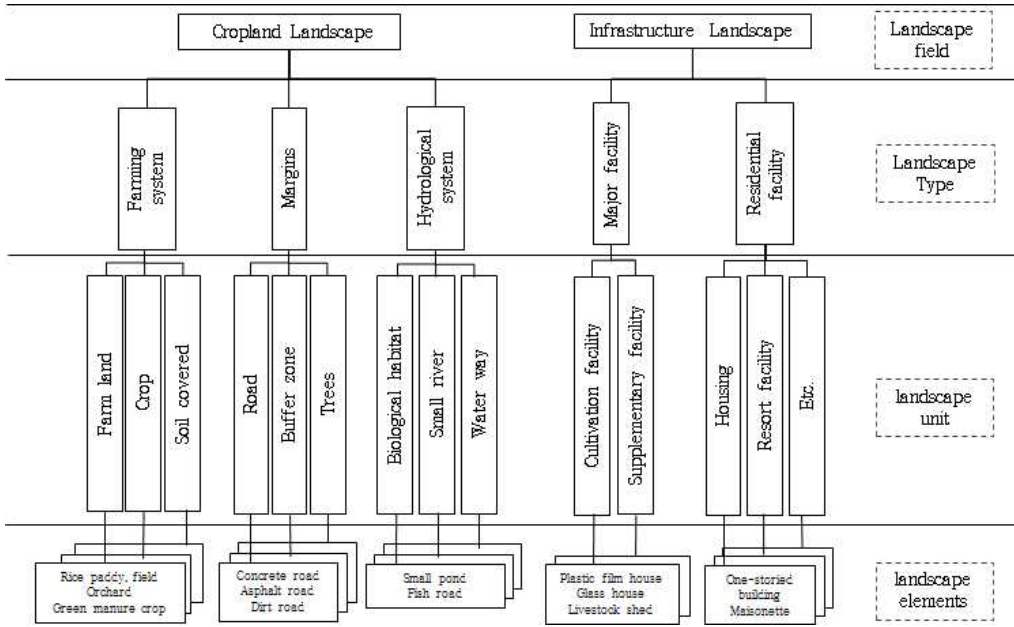 Cropland Landscape
Infrastructure Landscape
Landscape
field
Farming
system
Margins
Hydrological
system
Major facility
Residential
facility
Landscape
Type
Farm land
Crop
Soil covered
Road
Buffer zone
Trees
Biological habitat
Small river
Water way
Cultivation facility
Supplementary facility
Housing
Resort facility
Etc.
landscape
unit
Rice paddy, field
Orchard
Green manure crop
Concrete road
Asphalt road
Dirt road
Small pond
Fish road
Plastic film house
Glass house
Livestock shed
One-storied
building
Maisonette
landscape
elements